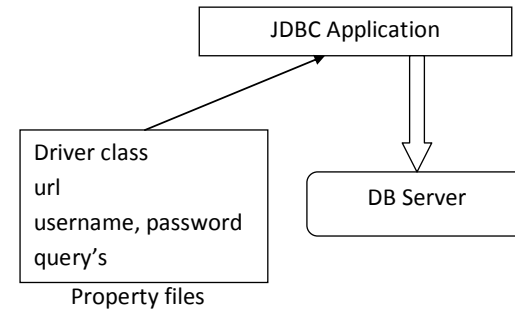 JDBC Application
Driver class
url
username, password
query's
DB Server
Property files